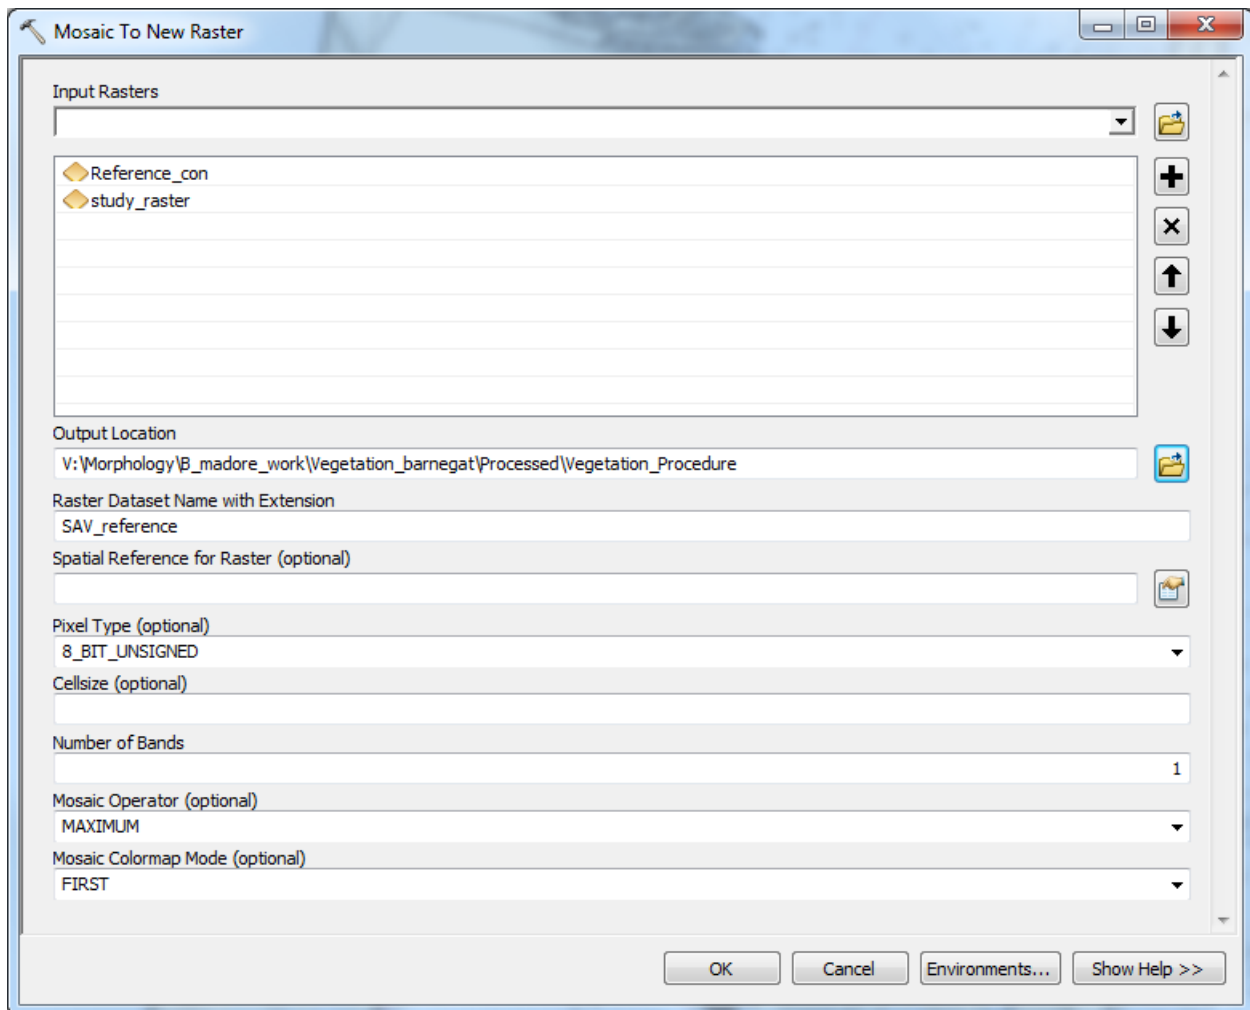 Mosaic To New Raster
Input Rasters
Reference_con
study_raster
Output Location
V:\Morphology\B_madore_work\Vegetation_barnegat\Processed\Vegetation_Procedure
Raster Dataset Name with Extension
SAV_reference
Spatial Reference for Raster (optional)
Pixel Type (optional)
8_BIT_UNSIGNED
Cellsize (optional)
Number of Bands
1
Mosaic Operator (optional)
MAXIMUM
Mosaic Colormap Mode (optional)
FIRST
OK Cancel Environments... Show Help >>